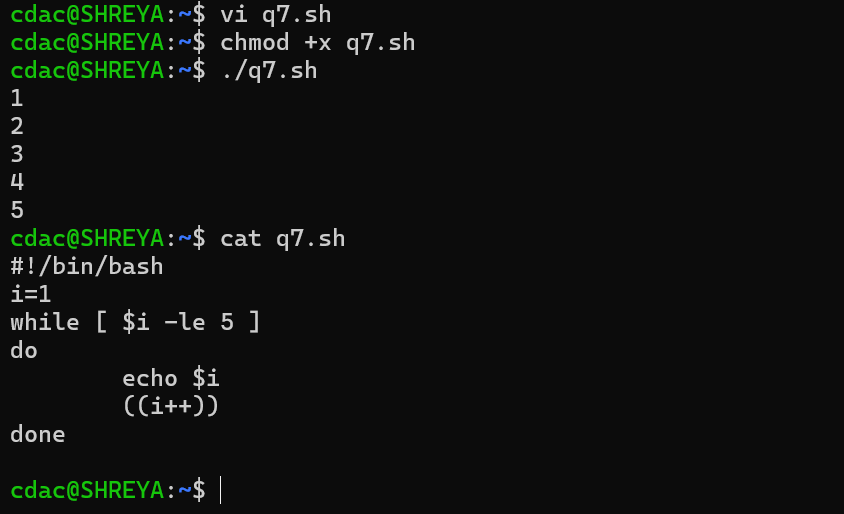 cdac@SHREYA:~$ vi q7.sh
cdac@SHREYA:~$ chmod +x q7.sh
cdac@SHREYA:~$ ./q7.sh
1
2
3
4
5
cdac@SHREYA:~$ cat q7.sh
#!/bin/bash
i=1
while [ $i -le 5 ]
do
        echo $i
        ((i++))
done

cdac@SHREYA:~$